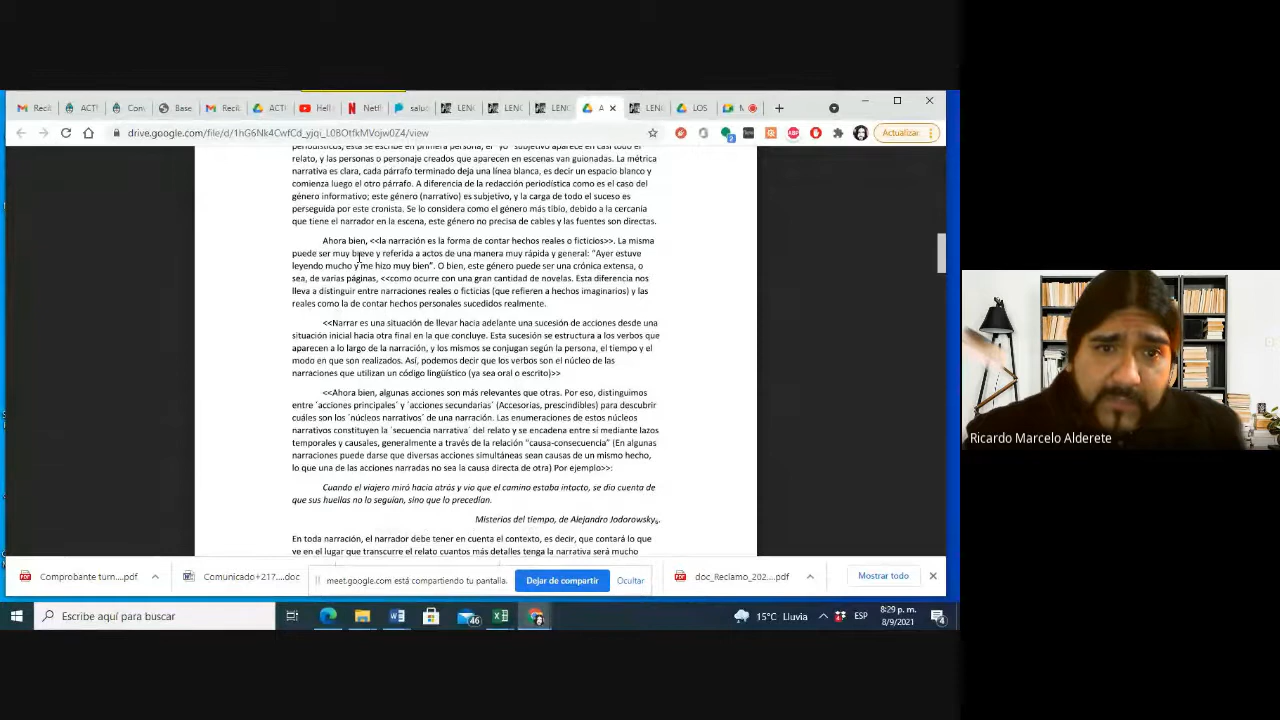 Recib
ACT!
Con
Base
Recib
ACT
Hell
Netfl
salud
LENG
LENG
LENG
A
LENG
LOS
M
drive.google.com/file/d/1hG6Nk4CwfCd_yjqi_L0BOtfkMVojw0Z4/view
Actualizar
periodísticos, esta se escribe en primera persona, el "yo" subjetivo aparece en casi todo el
relato, y las personas o personaje creados que aparecen en escenas van guionadas. La métrica
narrativa es clara, cada párrafo terminado deja una línea blanca, es decir un espacio blanco y
comienza luego el otro párrafo. A diferencia de la redacción periodística como es el caso del
género informativo; este género (narrativo) es subjetivo, y la carga de todo el suceso es
perseguida por este cronista. Se lo considera como el género más tibio, debido a la cercanía
que tiene el narrador en la escena, este género no precisa de cables y las fuentes son directas.
Ahora bien, <<la narración es la forma de contar hechos reales o ficticios>>. La misma
puede ser muy breve y referida a actos de una manera muy rápida y general: "Ayer estuve
leyendo mucho y me hizo muy bien". O bien, este género puede ser una crónica extensa, o
sea, de varias páginas, <<como ocurre con una gran cantidad de novelas. Esta diferencia nos
lleva a distinguir entre narraciones reales o ficticias (que refieren a hechos imaginarios) y las
reales como la de contar hechos personales sucedidos realmente.
<<Narrar es una situación de llevar hacia adelante una sucesión de acciones desde una
situación inicial hacia otra final en la que concluye. Esta sucesión se estructura a los verbos que
aparecen a lo largo de la narración, y los mismos se conjugan según la persona, el tiempo y el
modo en que son realizados. Así, podemos decir que los verbos son el núcleo de las
narraciones que utilizan un código lingüístico (ya sea oral o escrito)>>
<<Ahora bien, algunas acciones son más relevantes que otras. Por eso, distinguimos
entre ´acciones principales´ y ´acciones secundarias´ (Accesorias, prescindibles) para descubrir
cuáles son los ´núcleos narrativos´ de una narración. Las enumeraciones de estos núcleos
narrativos constituyen la ´secuencia narrativa´ del relato y se encadena entre si mediante lazos
temporales y causales, generalmente a través de la relación "causa-consecuencia" (En algunas
narraciones puede darse que diversas acciones simultáneas sean causas de un mismo hecho,
lo que una de las acciones narradas no sea la causa directa de otra) Por ejemplo>>:
Cuando el viajero miró hacia atrás y vio que el camino estaba intacto, se dio cuenta de
que sus huellas no lo seguían, sino que lo precedían.
Misterios del tiempo, de Alejandro Jodorowsky.
En toda narración, el narrador debe tener en cuenta el contexto, es decir, que contará lo que
ve en el lugar que transcurre el relato cuantos más detalles tenga la narrativa será mucho
Ricardo Marcelo Alderete
Comprobante turn....pdf
Comunicado+217....doc
meet.google.com está compartiendo tu pantalla.
Dejar de compartir
Ocultar
doc_Reclamo_202....pdf
Mostrar todo
Escribe aquí para buscar
46
15°C Lluvia
ESP
8:29 p. m.
8/9/2021
4